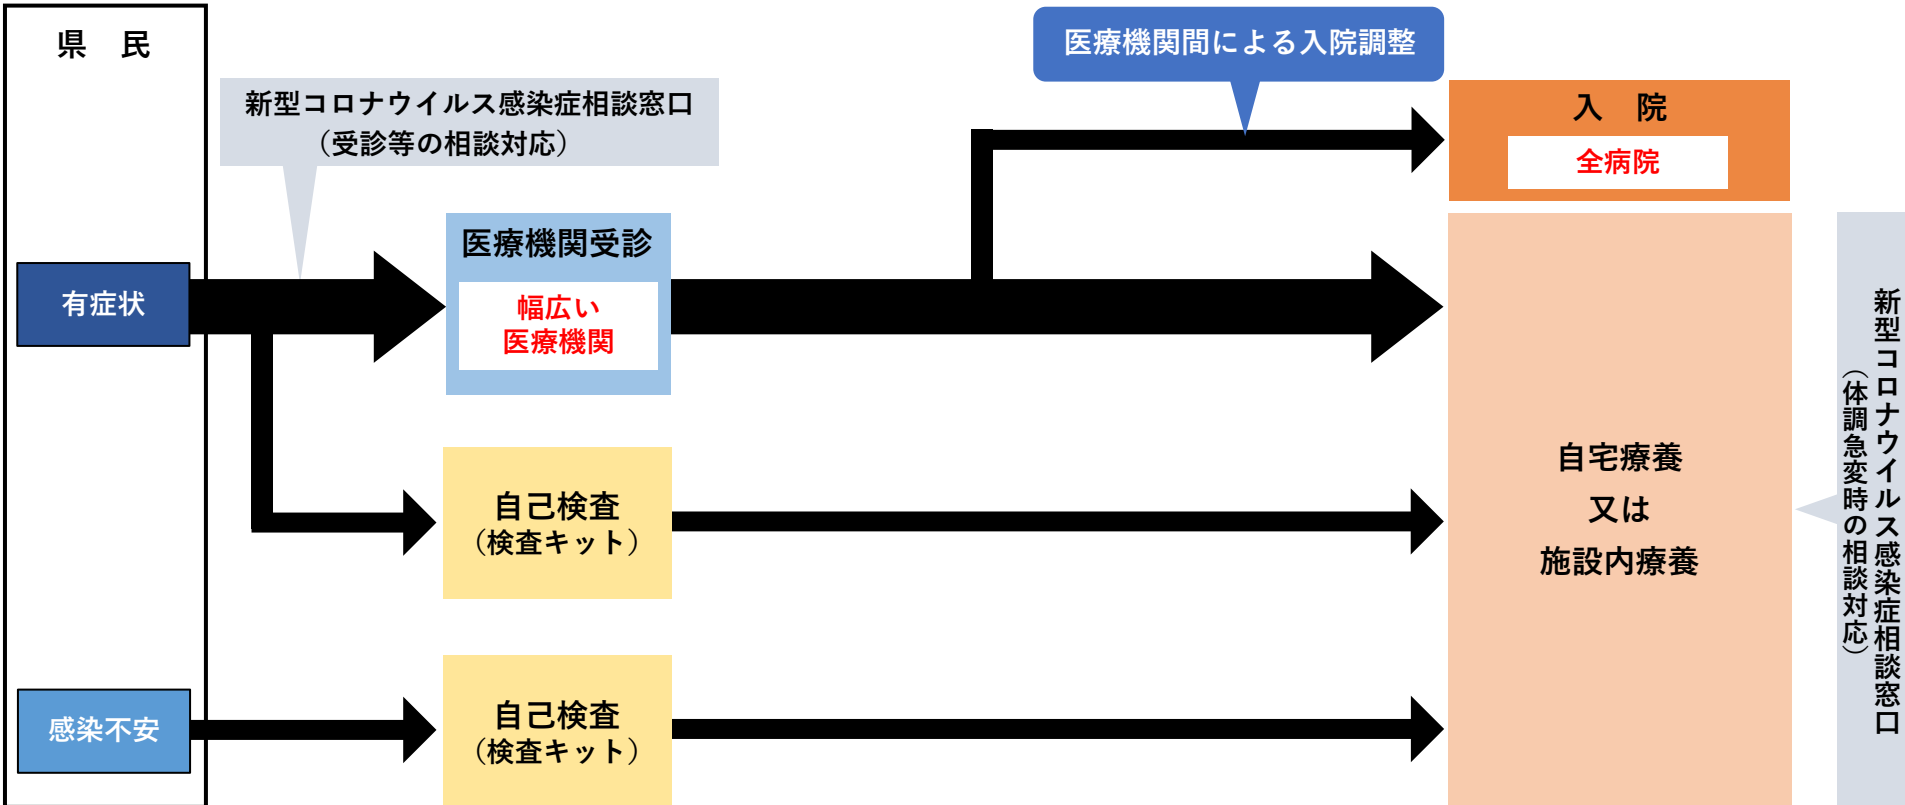 県　民
新型コロナウイルス感染症相談窓口
（受診等の相談対応）
医療機関間による入院調整
入　院
全病院
有症状
医療機関受診
幅広い
医療機関
自己検査
（検査キット）
感染不安
自己検査
（検査キット）
自宅療養
又は
施設内療養
新型コロナウイルス感染症相談窓口
（体調急変時の相談対応）